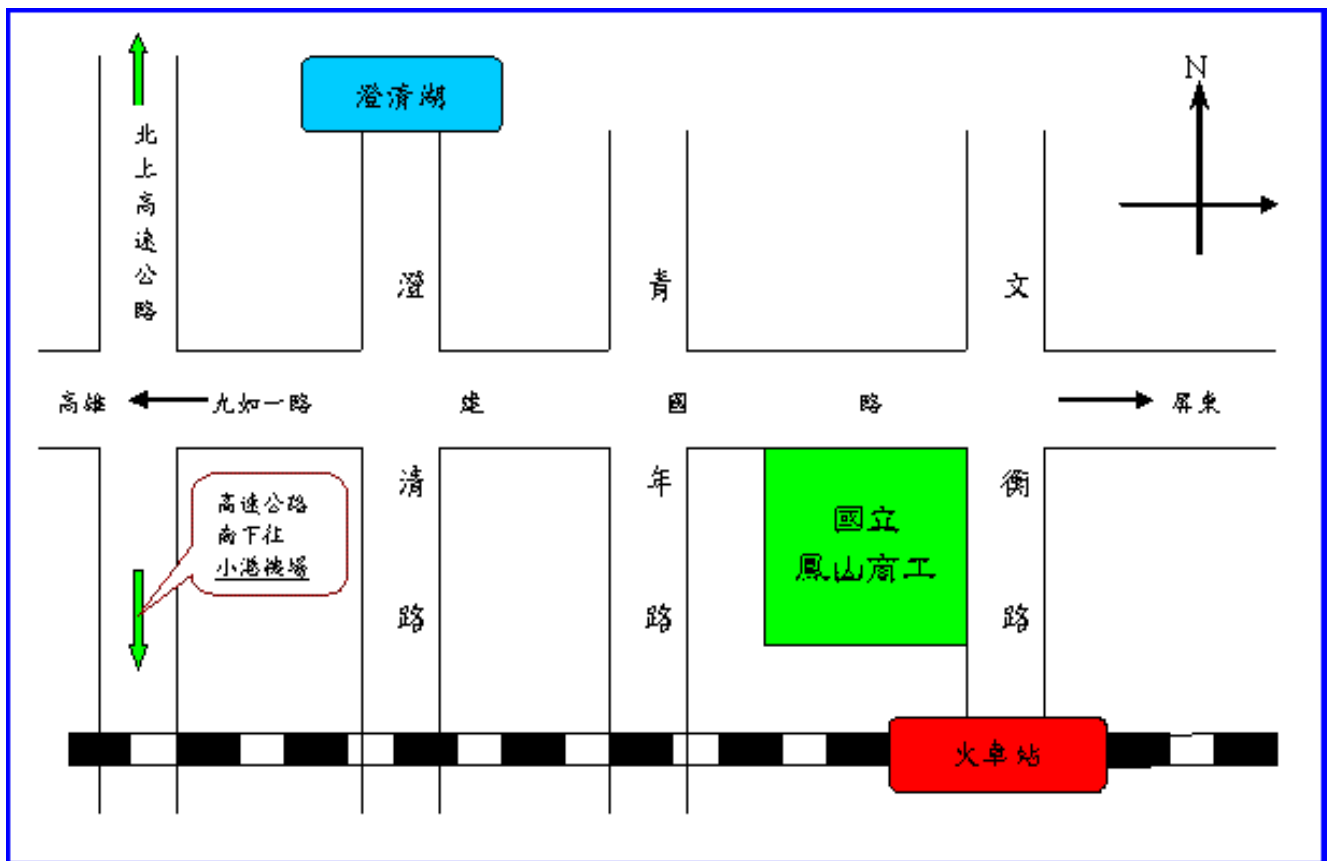 N
澄清湖
北上高速公路
澄清路
青年路
文衡路
高雄
九如一路
建國路
屏東
高速公路
南下往
小港機場
國立
鳳山商工
火車站